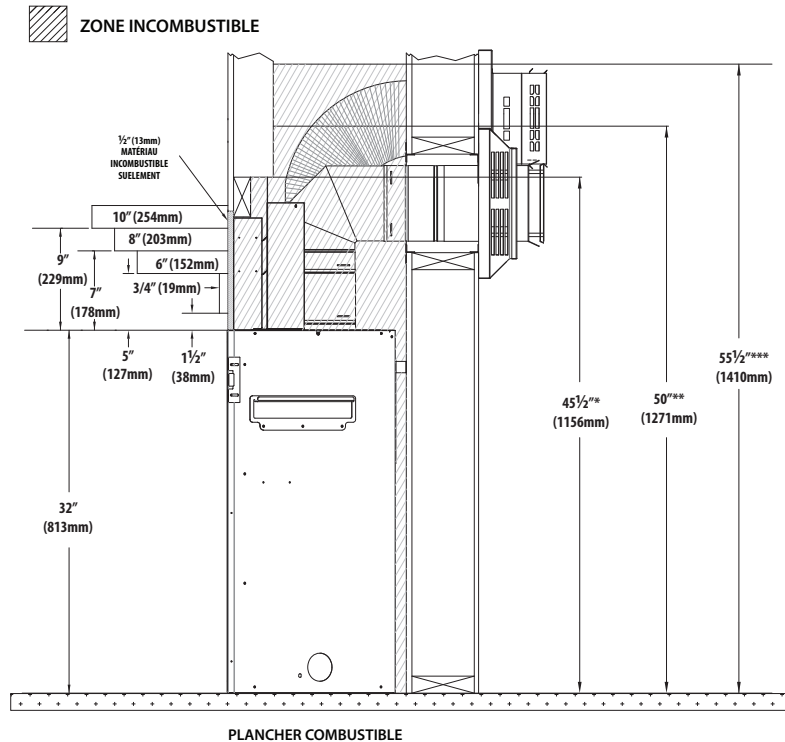 ZONE INCOMBUSTIBLE
½" (13mm)
MATÉRIAU
INCOMBUSTIBLE
SUELEMENT
10" (254mm)
8" (203mm)
6" (152mm)
3/4" (19mm)
9"
(229mm)
7"
(178mm)
5"
(127mm)
1½"
(38mm)
32"
(813mm)
45½"*
(1156mm)
50"**
(1271mm)
55½"***
(1410mm)
PLANCHER COMBUSTIBLE